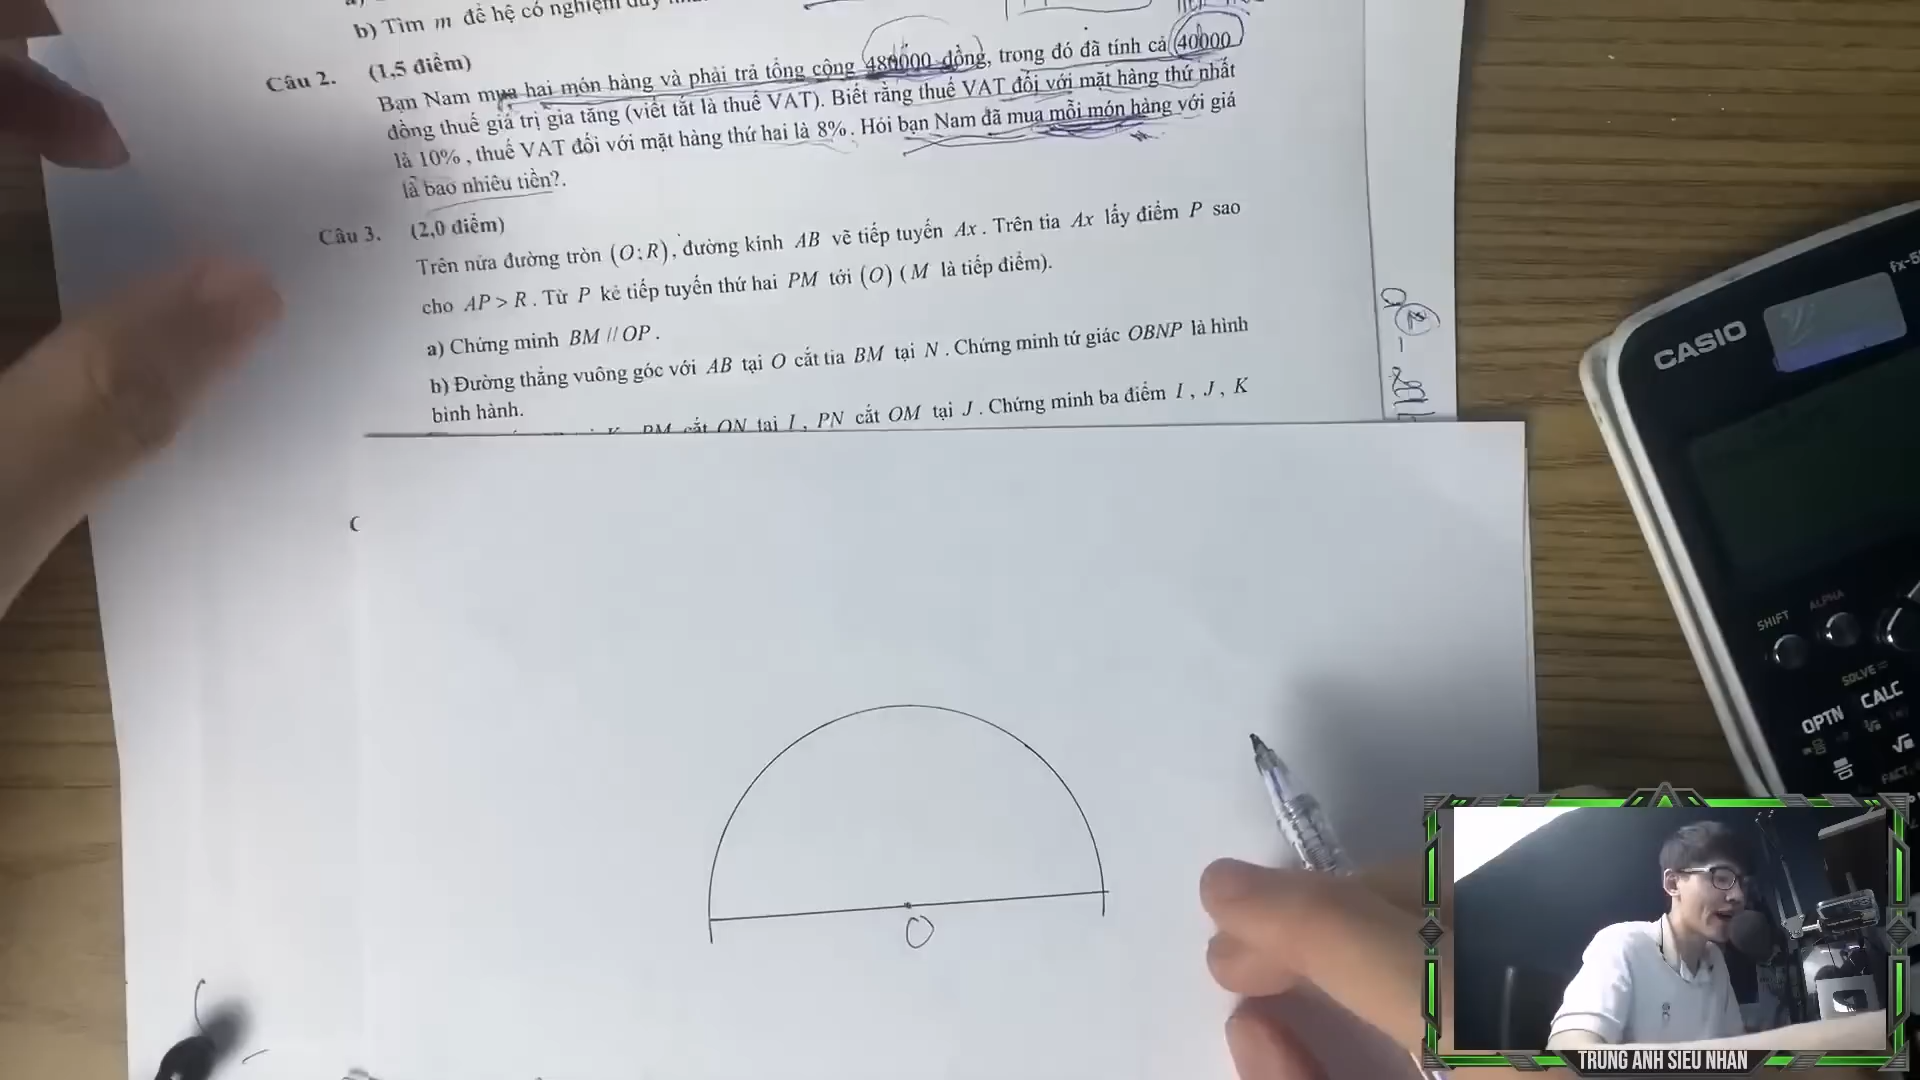 b) Tìm m để hệ có nghiệm duy
Câu 2. (1,5 điểm)
Bạn Nam mua hai món hàng và phải trả tổng cộng 480000 đồng, trong đó đã tính cả 40000
đồng thuế giá trị gia tăng (viết tắt là thuế VAT). Biết rằng thuế VAT đối với mặt hàng thứ nhất
là 10%, thuế VAT đối với mặt hàng thứ hai là 8%. Hỏi bạn Nam đã mua mỗi món hàng với giá
là bao nhiêu tiền?.
Câu 3. (2,0 điểm)
Trên nửa đường tròn (O;R), đường kính AB vẽ tiếp tuyến Ax. Trên tia Ax lấy điểm P sao
cho AP > R. Từ P kẻ tiếp tuyến thứ hai PM tới (O) (M là tiếp điểm).
a) Chứng minh BM // OP.
b) Đường thẳng vuông góc với AB tại O cắt tia BM tại N. Chứng minh tứ giác OBNP là hình
bình hành.
K, PM cắt ON tại I, PN cắt OM tại J. Chứng minh ba điểm I, J, K
O
CASIO
fx-5
SHIFT
ALPHA
SOLVE =
OPTN
CALC
FACT
TRUNG ANH SIEU NHAN